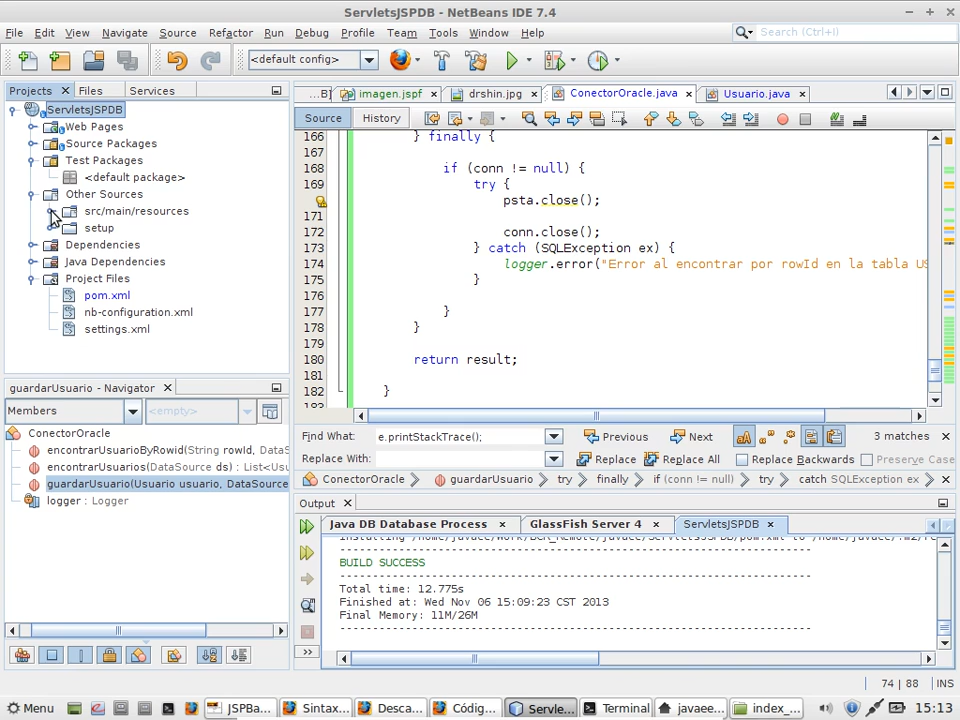 ServletsJSPDB - NetBeans IDE 7.4
File Edit View Navigate Source Refactor Run Debug Profile Team Tools Window Help
Search (Ctrl+I)
<default config>
Projects Files Services
...B] imagen.jspf drshin.jpg ConectorOracle.java Usuario.java
Source History
ServletsJSPDB
Web Pages
Source Packages
Test Packages
<default package>
Other Sources
src/main/resources
setup
Dependencies
Java Dependencies
Project Files
pom.xml
nb-configuration.xml
settings.xml
166 } finally {
167
168 if (conn != null) {
169 try {
psta.close();
171
172 conn.close();
173 } catch (SQLException ex) {
174 logger.error("Error al encontrar por rowId en la tabla US
175 }
176
177 }
178 }
179
180 return result;
181
182 }
guardarUsuario - Navigator
Members <empty>
ConectorOracle
encontrarUsuarioByRowid(String rowId,
encontrarUsuarios(DataSource ds) : List<Us
guardarUsuario(Usuario usuario, DataSource
logger : Logger
Find What: e.printStackTrace(); Previous Next 3 matches
Replace With: Replace Replace All Replace Backwards Preserve Case
ConectorOracle guardarUsuario try finally if (conn != null) try catch SQLException ex
Output
Java DB Database Process GlassFish Server 4 ServletsJSPDB
------------------------------------------------------------------------
BUILD SUCCESS
------------------------------------------------------------------------
Total time: 12.775s
Finished at: Wed Nov 06 15:09:23 CST 2013
Final Memory: 11M/26M
------------------------------------------------------------------------
74 | 88 INS
Menu JSPBa... Sintax... Desca... Códig... Servle... Terminal javaee... index_... 15:13